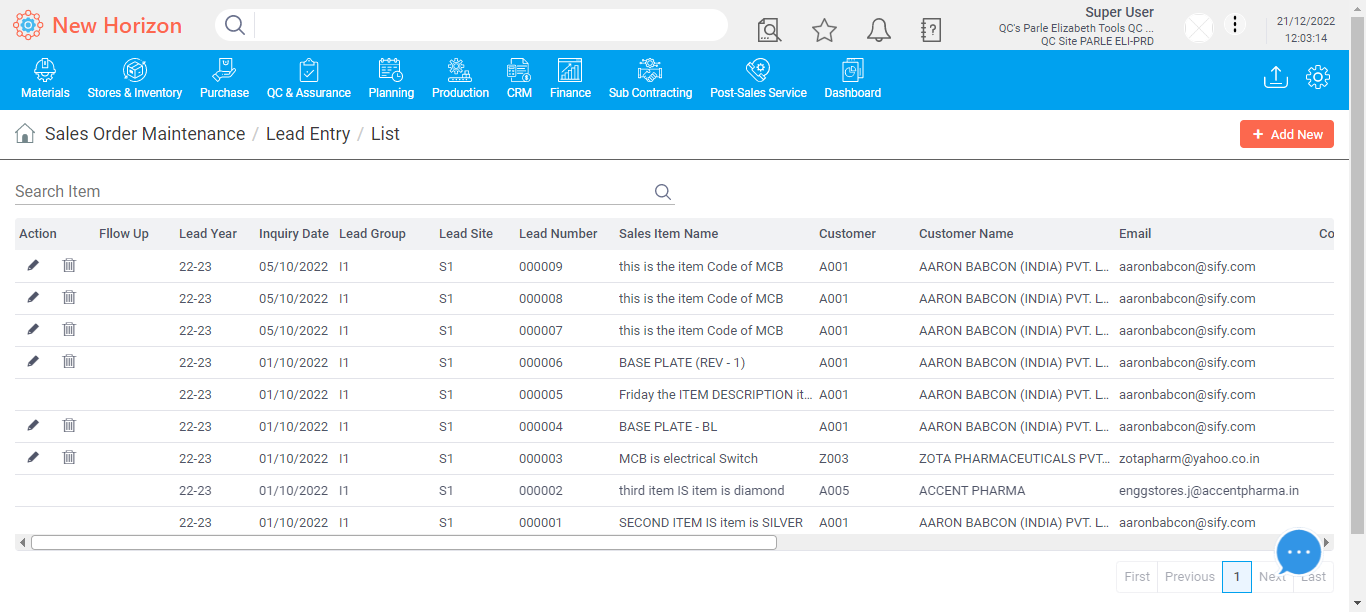 New Horizon
Super User
QC's Parle Elizabeth Tools QC ...
QC Site PARLE ELI-PRD
21/12/2022
12:03:14
Materials Stores & Inventory Purchase QC & Assurance Planning Production CRM Finance Sub Contracting Post-Sales Service Dashboard
Sales Order Maintenance / Lead Entry / List
+ Add New
Search Item
Action Fllow Up Lead Year Inquiry Date Lead Group Lead Site Lead Number Sales Item Name Customer Customer Name Email Co
22-23 05/10/2022 I1 S1 000009 this is the item Code of MCB A001 AARON BABCON (INDIA) PVT. L... aaronbabcon@sify.com
22-23 05/10/2022 I1 S1 000008 this is the item Code of MCB A001 AARON BABCON (INDIA) PVT. L... aaronbabcon@sify.com
22-23 05/10/2022 I1 S1 000007 this is the item Code of MCB A001 AARON BABCON (INDIA) PVT. L... aaronbabcon@sify.com
22-23 01/10/2022 I1 S1 000006 BASE PLATE (REV - 1) A001 AARON BABCON (INDIA) PVT. L... aaronbabcon@sify.com
22-23 01/10/2022 I1 S1 000005 Friday the ITEM DESCRIPTION it... A001 AARON BABCON (INDIA) PVT. L... aaronbabcon@sify.com
22-23 01/10/2022 I1 S1 000004 BASE PLATE - BL A001 AARON BABCON (INDIA) PVT. L... aaronbabcon@sify.com
22-23 01/10/2022 I1 S1 000003 MCB is electrical Switch Z003 ZOTA PHARMACEUTICALS PVT... zotapharm@yahoo.co.in
22-23 01/10/2022 I1 S1 000002 third item IS item is diamond A005 ACCENT PHARMA enggstores.j@accentpharma.in
22-23 01/10/2022 I1 S1 000001 SECOND ITEM IS item is SILVER A001 AARON BABCON (INDIA) PVT. L... aaronbabcon@sify.com
First Previous 1 Next Last